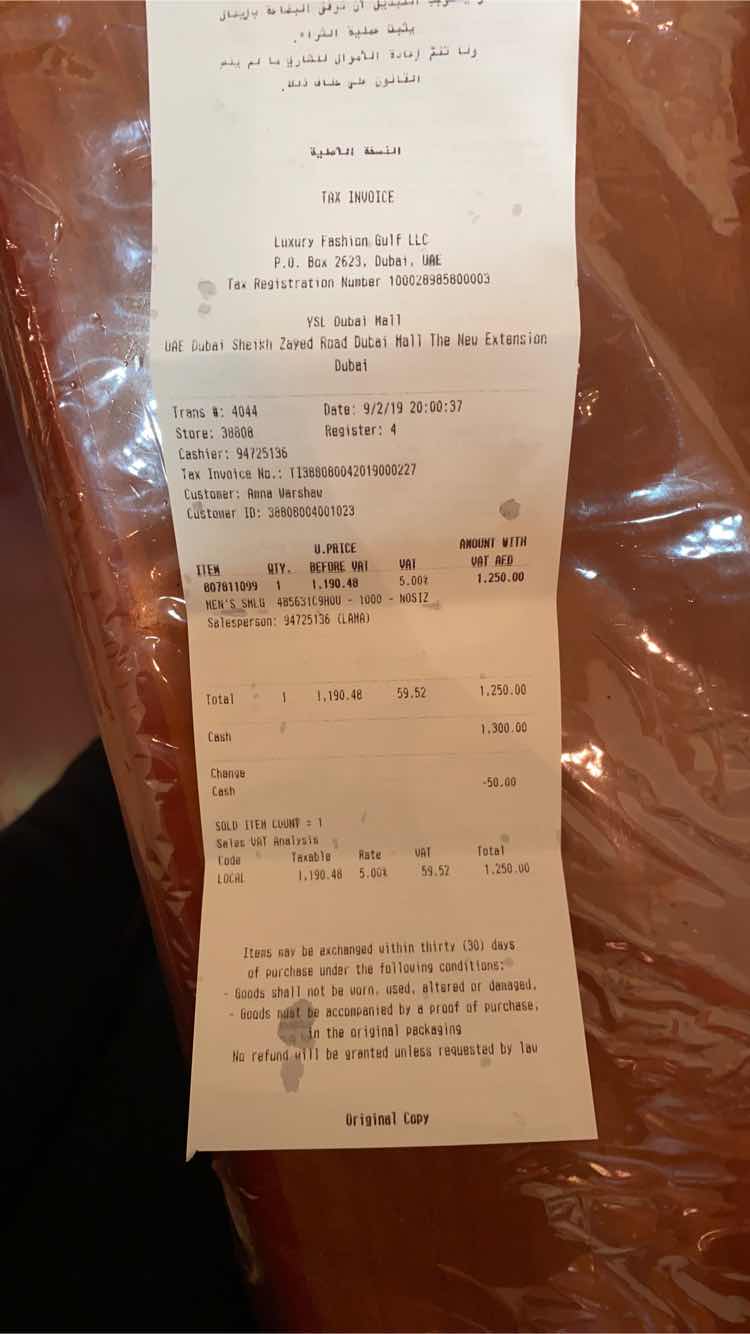 يثبت عملية الشراء.
ولا تتم إعادة الأموال للشاري ما لم ينص
القانون على خلاف ذلك.
النسخة الأصلية
TAX INVOICE
Luxury Fashion Gulf LLC
P.O. Box 2623, Dubai, UAE
Tax Registration Number 100028985800003
YSL Dubai Mall
UAE Dubai Sheikh Zayed Road Dubai Mall The New Extension
Dubai
Trans #: 4044 Date: 9/2/19 20:00:37
Store: 38808 Register: 4
Cashier: 94725136
Tax Invoice No.: TI388080042019000227
Customer: Anna Warshaw
Customer ID: 38808004001023
ITEM QTY. U.PRICE BEFORE VAT VAT AMOUNT WITH VAT AED
807811099 1 1,190.48 5.00% 1,250.00
MEN'S SMLG 485631C9H0U - 1000 - NOSIZ
Salesperson: 94725136 (LAMA)
Total 1 1,190.48 59.52 1,250.00
Cash 1,300.00
Change
Cash -50.00
SOLD ITEM COUNT = 1
Sales VAT Analysis
Code Taxable Rate VAT Total
LOCAL 1,190.48 5.00% 59.52 1,250.00
Items may be exchanged within thirty (30) days
of purchase under the following conditions:
- Goods shall not be worn, used, altered or damaged,
- Goods must be accompanied by a proof of purchase,
in the original packaging
No refund will be granted unless requested by law
Original Copy